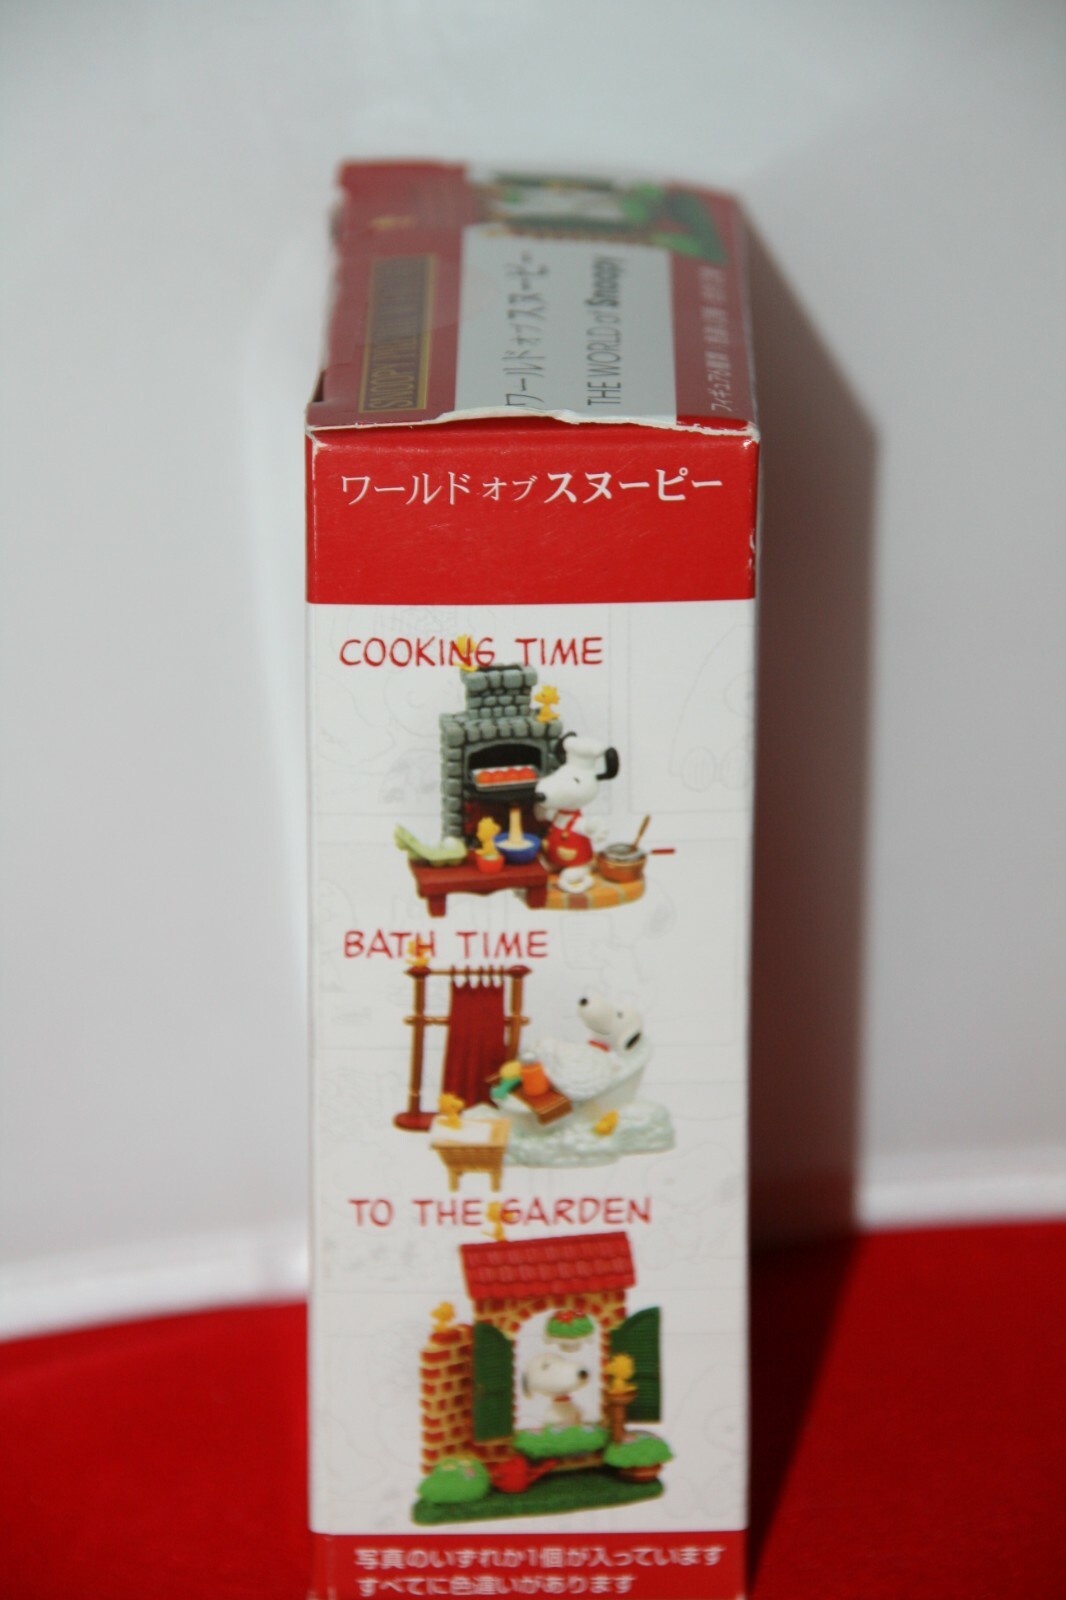 ワールド オブ スヌーピー
THE WORLD of Snoopy
ワールド オブ スヌーピー
COOKING TIME
BATH TIME
TO THE GARDEN
写真のいずれか1個が入っています
すべてに色違いがあります